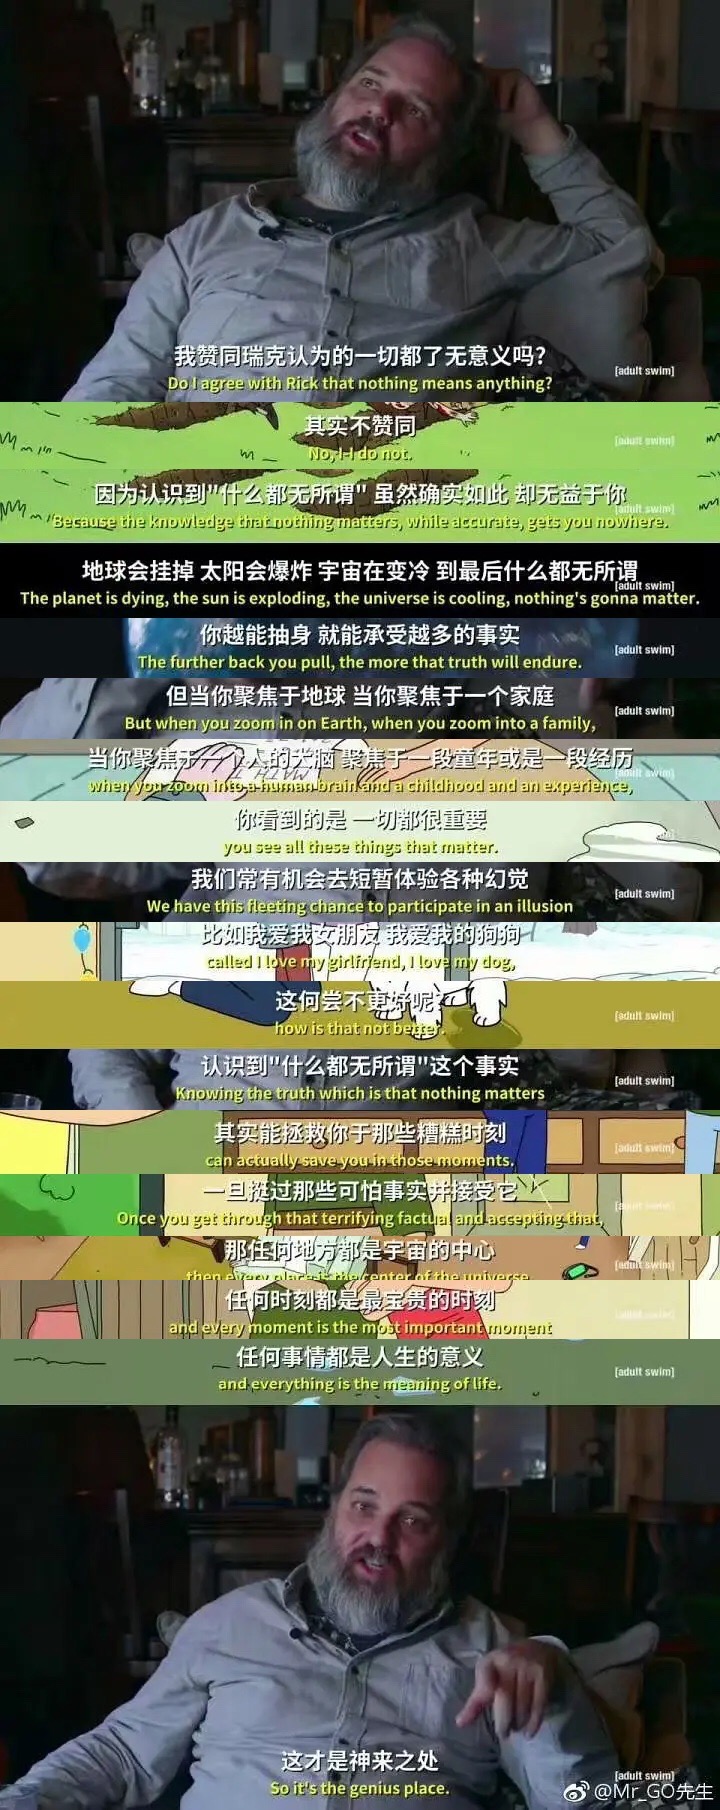 我赞同瑞克认为的一切都了无意义吗?
Do I agree with Rick that nothing means anything?
[adult swim]
其实不赞同
No, I-I do not.
[adult swim]
因为认识到"什么都无所谓" 虽然确实如此 却无益于你
[adult swim]
Because the knowledge that nothing matters, while accurate, gets you nowhere.
地球会挂掉 太阳会爆炸 宇宙在变冷 到最后什么都无所谓
[adult swim]
The planet is dying, the sun is exploding, the universe is cooling, nothing's gonna matter.
你越能抽身 就能承受越多的事实
[adult swim]
The further back you pull, the more that truth will endure.
但当你聚焦于地球 当你聚焦于一个家庭
[adult swim]
But when you zoom in on Earth, when you zoom into a family,
当你聚焦于一个人的大脑 聚焦于一段童年或是一段经历
[adult swim]
when you zoom into a human brain and a childhood and an experience,
你看到的是 一切都很重要
you see all these things that matter.
我们常有机会去短暂体验各种幻觉
[adult swim]
We have this fleeting chance to participate in an illusion
比如我爱我女朋友 我爱我的狗狗
called I love my girlfriend, I love my dog,
这何尝不更好呢?
[adult swim]
how is that not better.
认识到"什么都无所谓"这个事实
[adult swim]
Knowing the truth which is that nothing matters
其实能拯救你于那些糟糕时刻
[adult swim]
can actually save you in those moments.
一旦挺过那些可怕事实并接受它
[adult swim]
Once you get through that terrifying factual and accepting that,
那任何地方都是宇宙的中心
[adult swim]
then every place is the center of the universe
任何时刻都是最宝贵的时刻
and every moment is the most important moment
任何事情都是人生的意义
[adult swim]
and everything is the meaning of life.
这才是神来之处
[adult swim]
So it's the genius place.
@Mr_GO先生